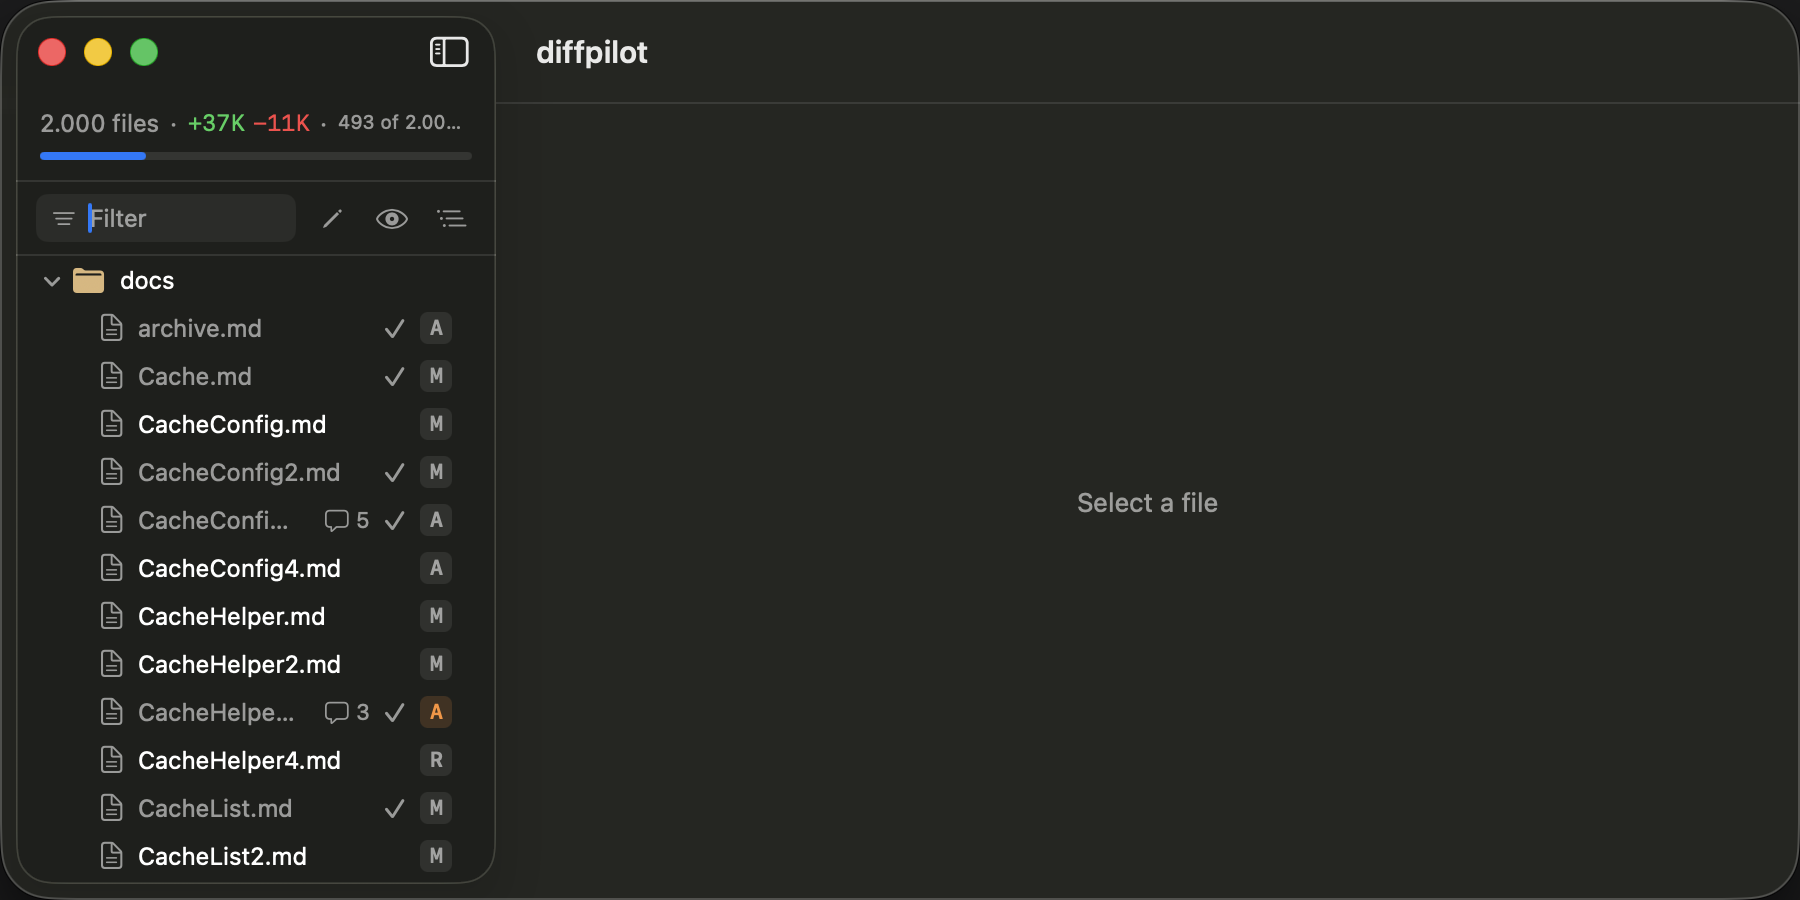 diffpilot
2.000 files · +37K −11K · 493 of 2.00…
Filter
docs
archive.md A
Cache.md M
CacheConfig.md M
CacheConfig2.md M
CacheConfi… 5 A
CacheConfig4.md A
CacheHelper.md M
CacheHelper2.md M
CacheHelpe… 3 A
CacheHelper4.md R
CacheList.md M
CacheList2.md M
Select a file